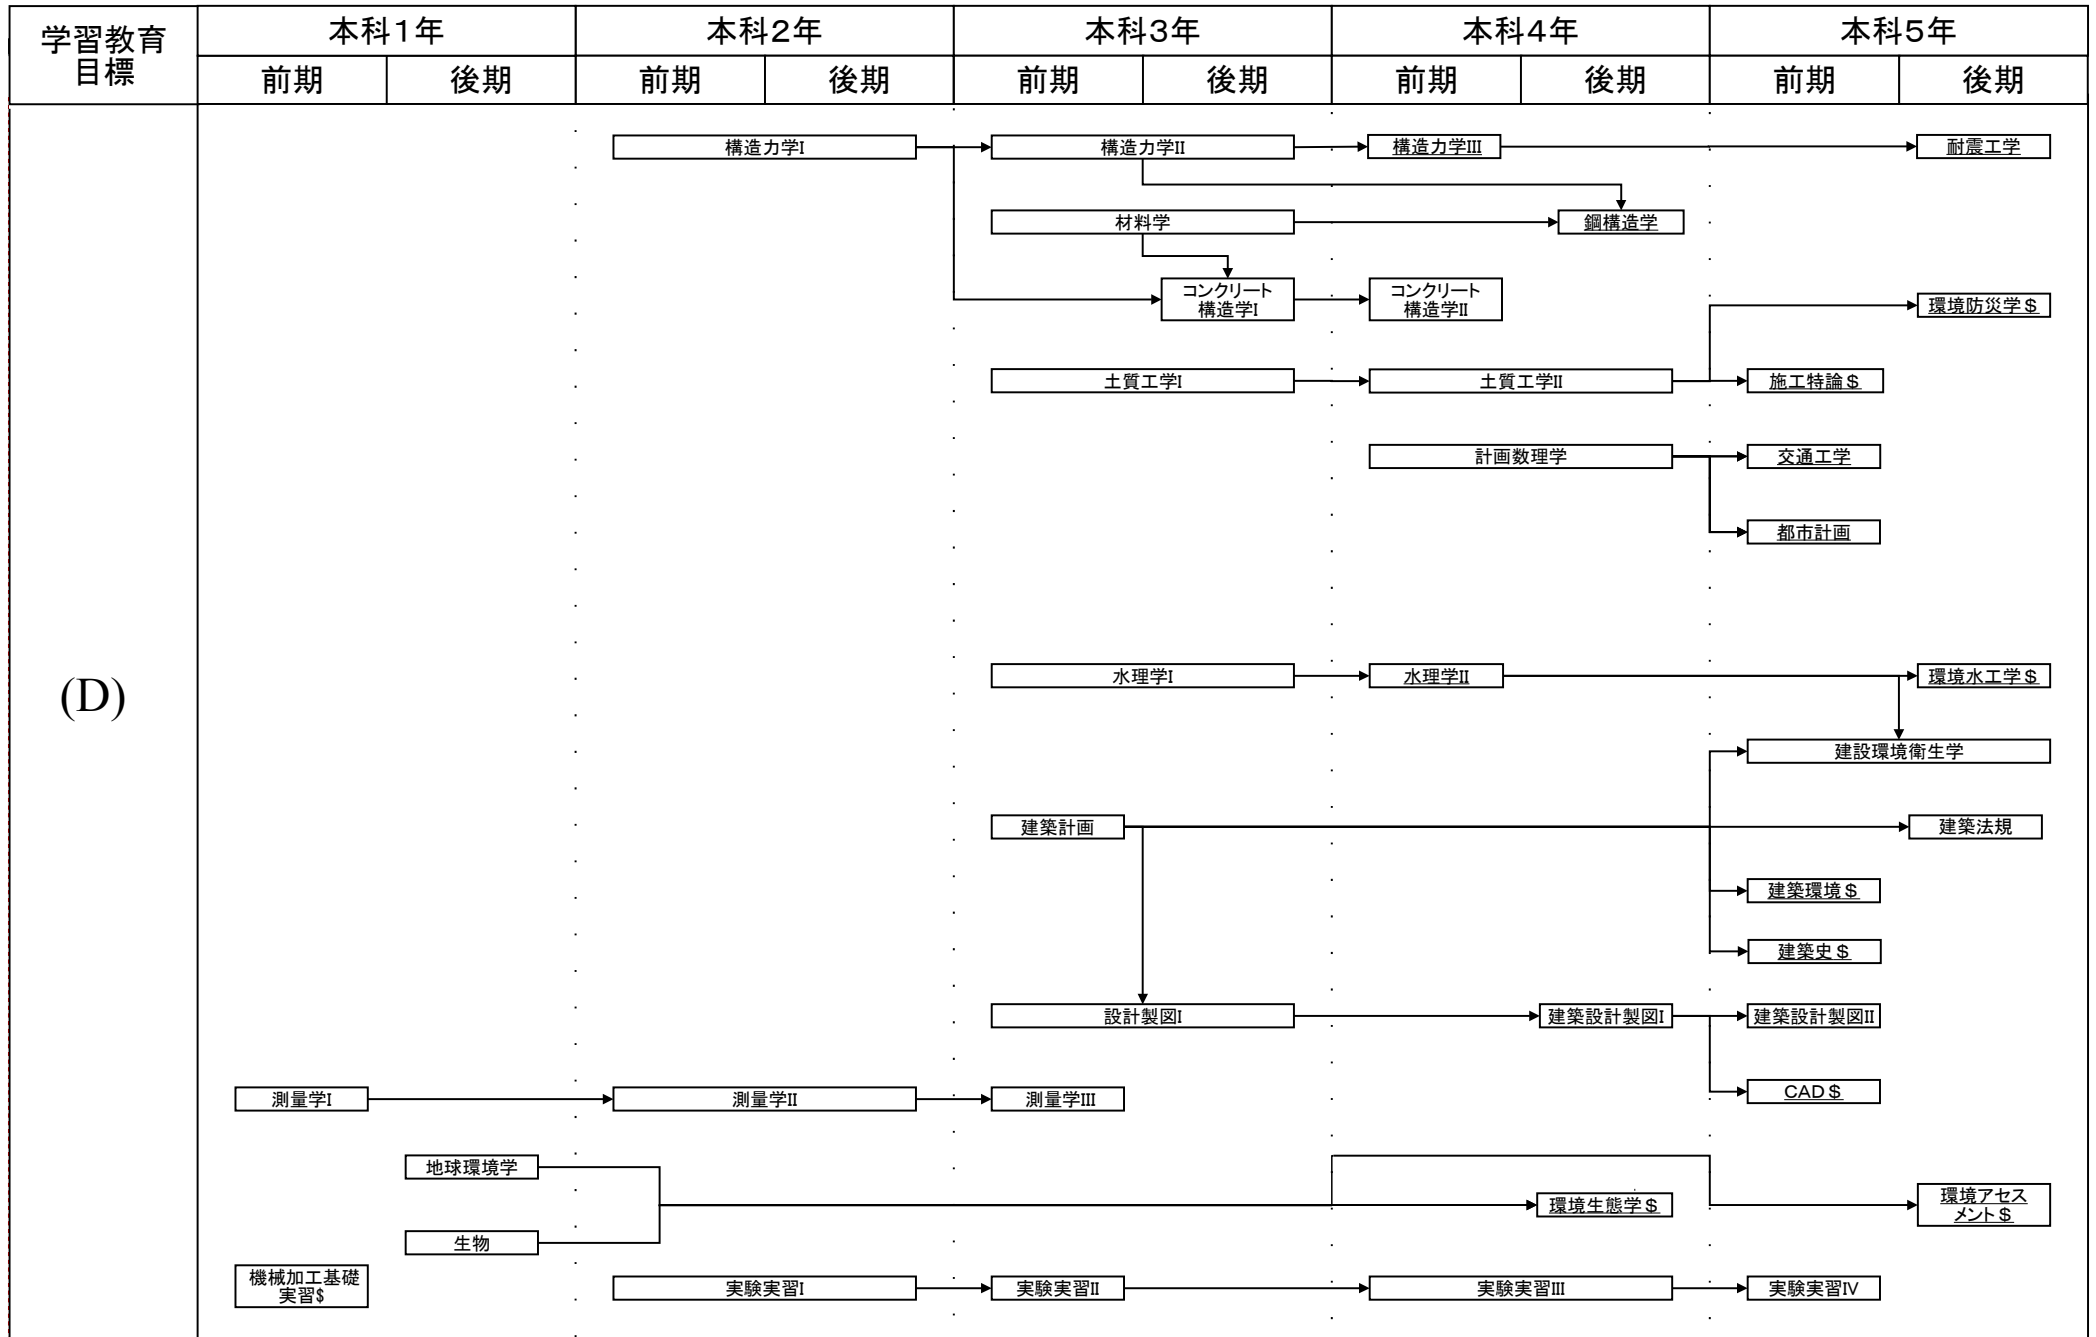 学習教育
目標
本科1年
本科2年
本科3年
本科4年
本科5年
前期
後期
前期
後期
前期
後期
前期
後期
前期
後期
(D)
構造力学I
構造力学II
構造力学III
耐震工学
材料学
鋼構造学
コンクリート
構造学I
コンクリート
構造学II
環境防災学＄
土質工学I
土質工学II
施工特論＄
計画数理学
交通工学
都市計画
水理学I
水理学II
環境水工学＄
建設環境衛生学
建築計画
建築法規
建築環境＄
建築史＄
設計製図I
建築設計製図I
建築設計製図II
測量学I
測量学II
測量学III
CAD＄
地球環境学
環境生態学＄
環境アセス
メント＄
生物
機械加工基礎
実習$
実験実習I
実験実習II
実験実習III
実験実習IV